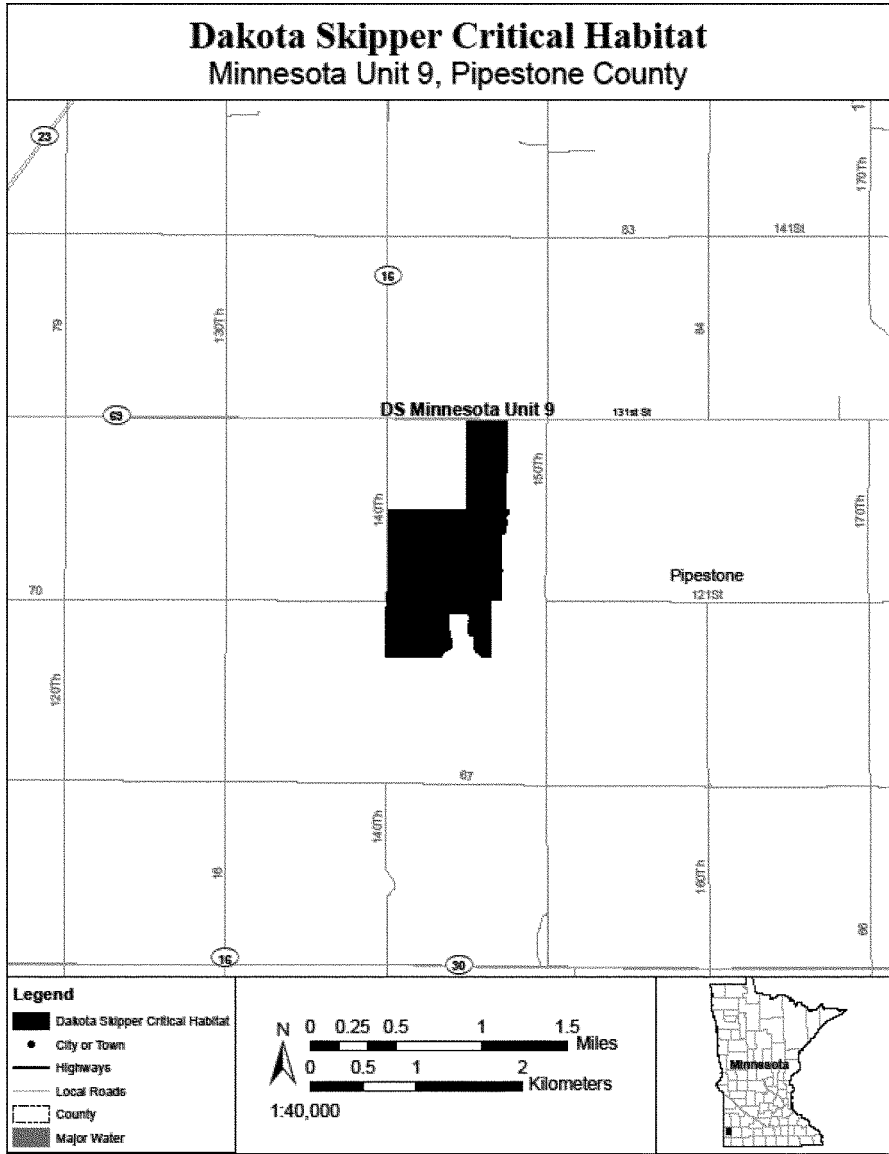 Dakota Skipper Critical Habitat
Minnesota Unit 9, Pipestone County
23
170Th
83
141St
16
79
130Th
84
63
DS Minnesota Unit 9
131st St
140Th
150Th
170Th
Pipestone
70
121St
120Th
67
140Th
16
160Th
66
16
30
Legend
Dakota Skipper Critical Habitat
City or Town
Highways
Local Roads
County
Major Water
N
0 0.25 0.5 1 1.5
Miles
0 0.5 1 2
Kilometers
1:40,000
Minnesota